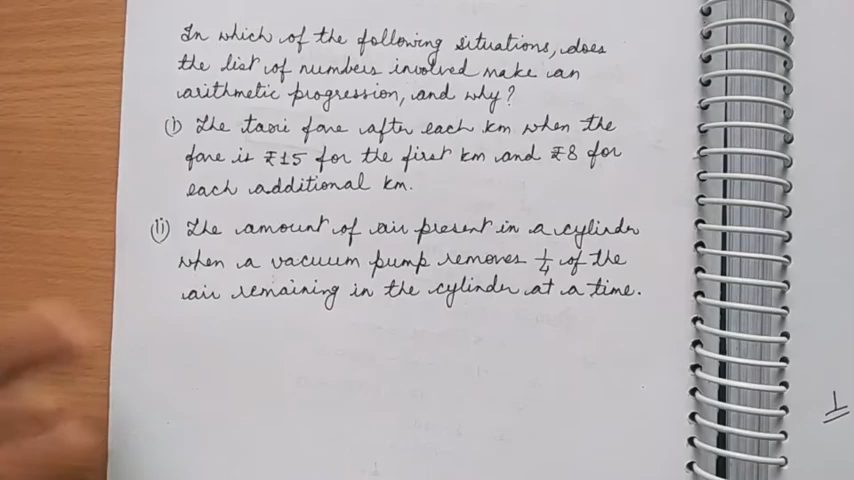 In which of the following situations, does
the list of numbers involved make an
arithmetic progression, and why?
(i) The taxi fare after each km when the
fare is ₹15 for the first km and ₹8 for
each additional km.
(ii) The amount of air present in a cylinder
when a vacuum pump removes 1/4 of the
air remaining in the cylinder at a time.
1